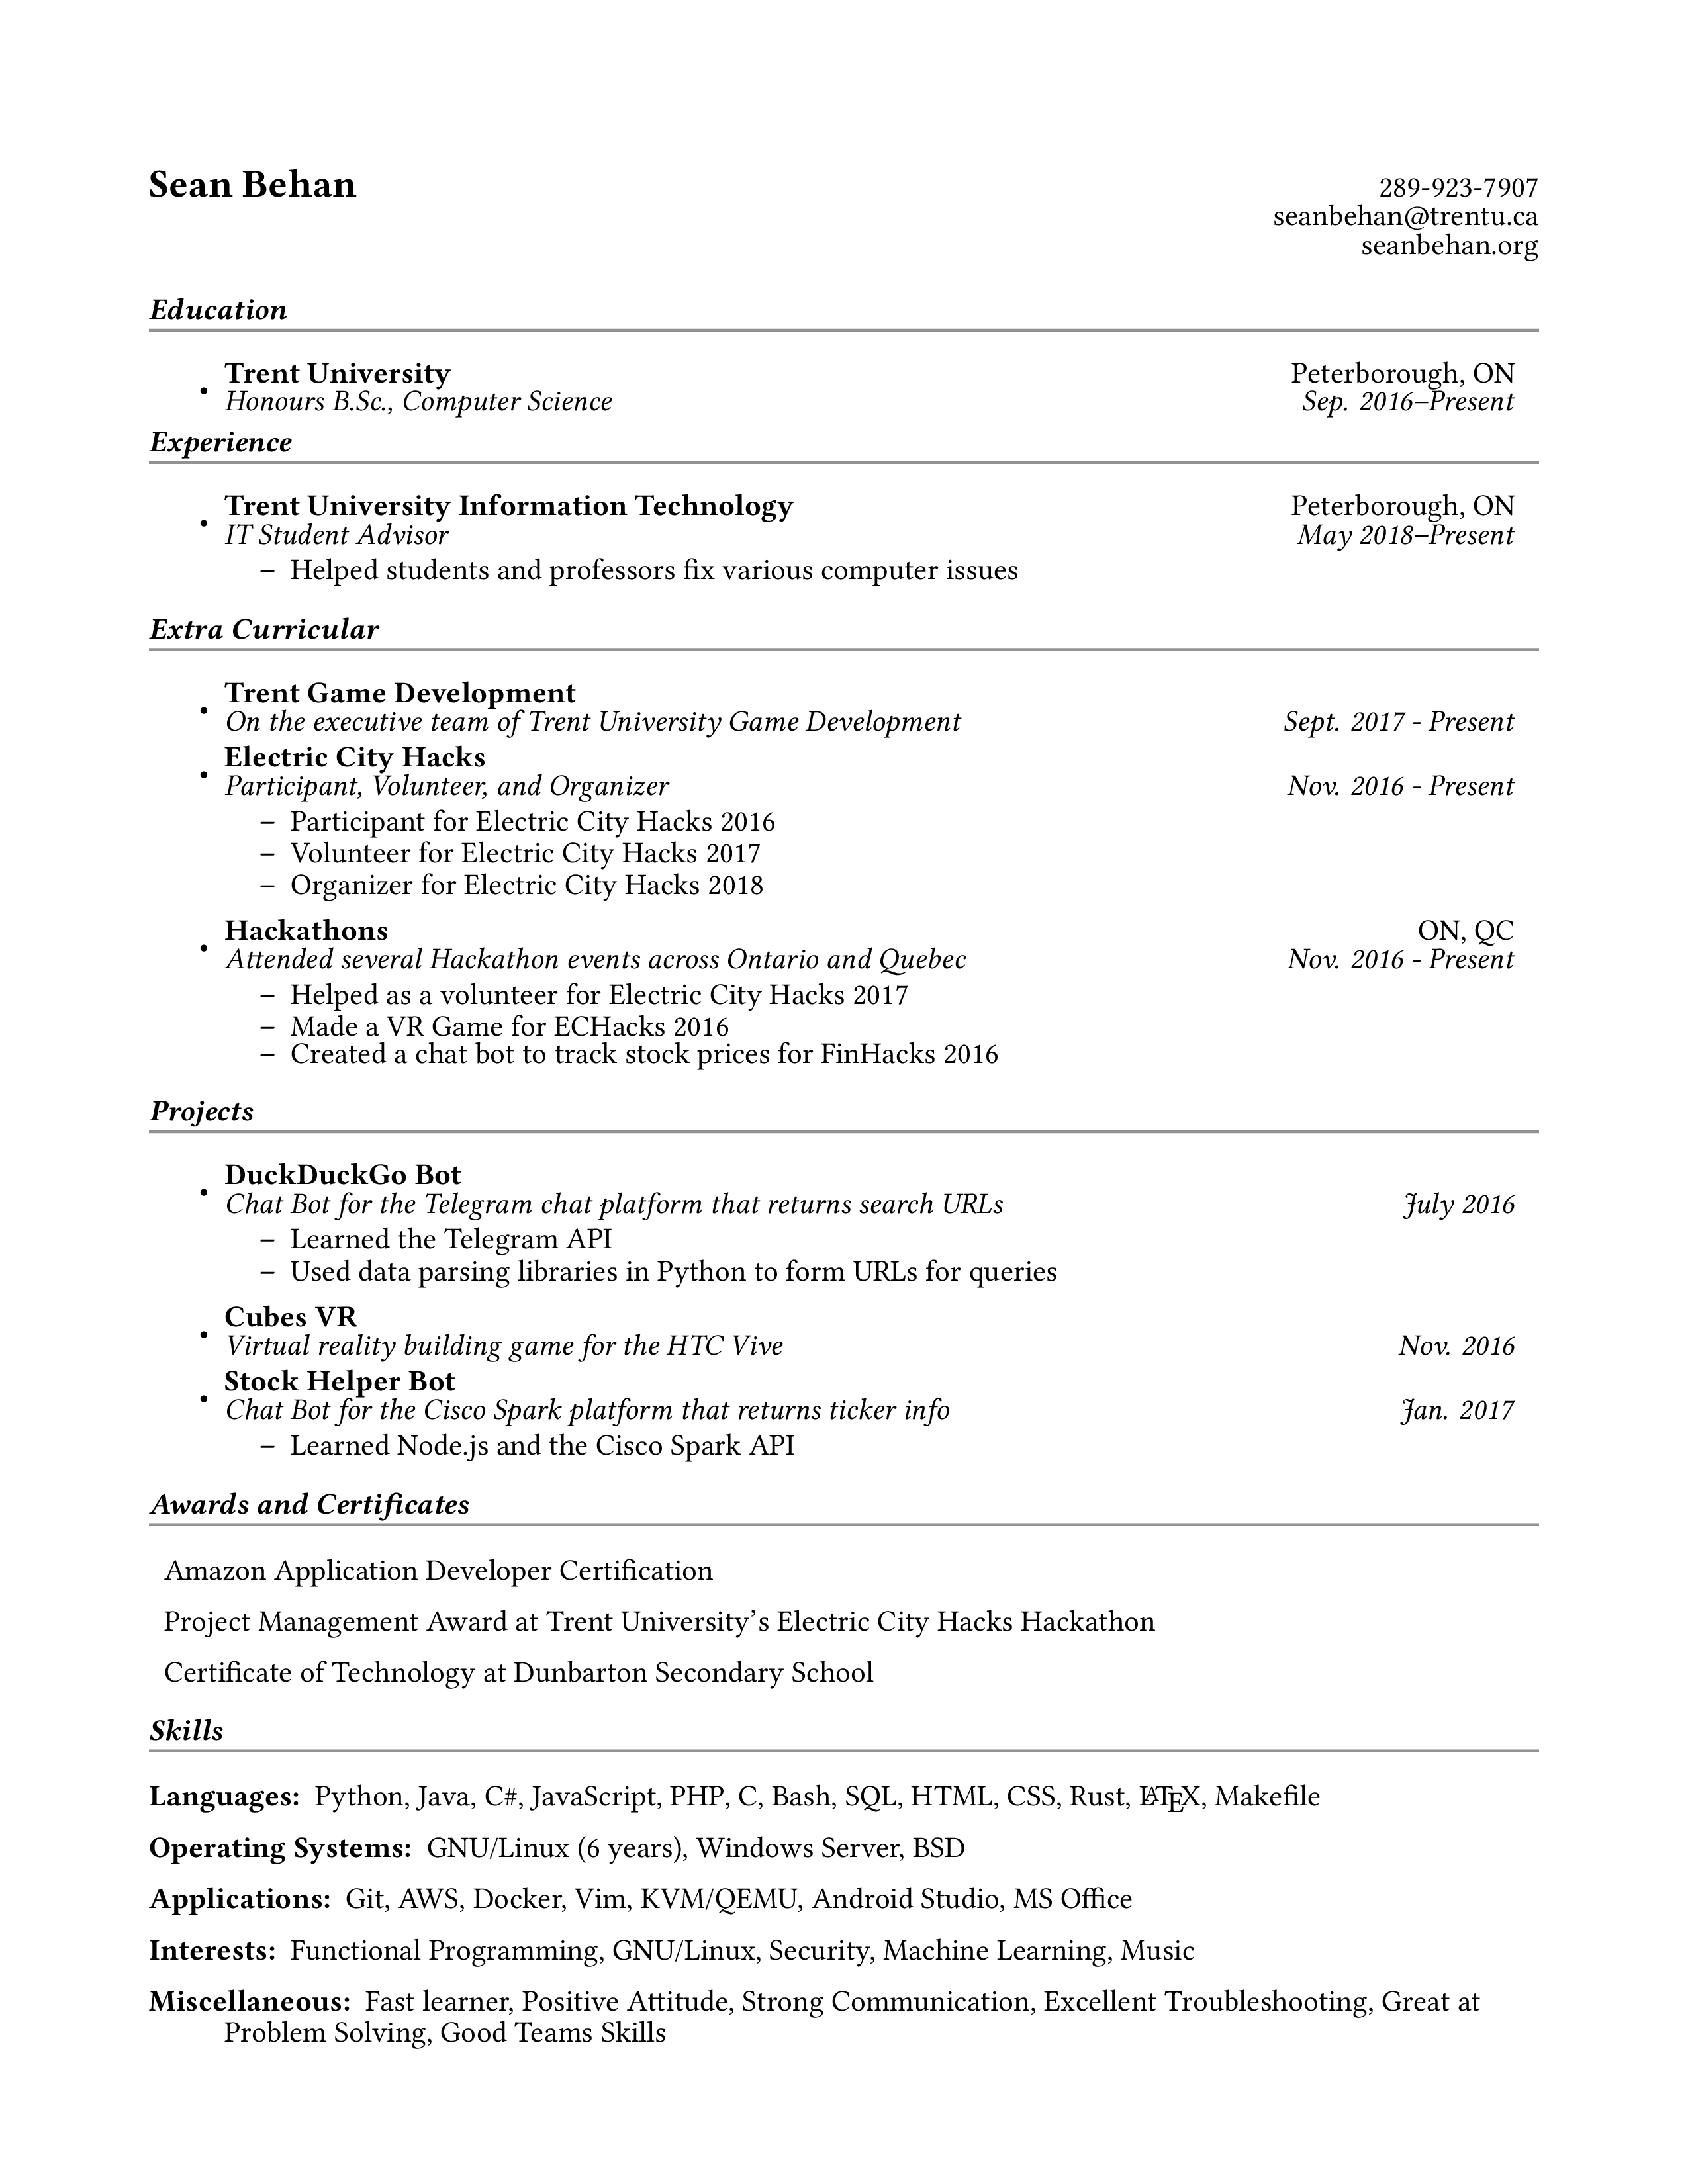 Sean Behan
289-923-7907
seanbehan@trentu.ca
seanbehan.org
Education
• Trent University Peterborough, ON
Honours B.Sc., Computer Science Sep. 2016–Present
Experience
• Trent University Information Technology Peterborough, ON
IT Student Advisor May 2018–Present
– Helped students and professors fix various computer issues
Extra Curricular
• Trent Game Development
On the executive team of Trent University Game Development Sept. 2017 - Present
• Electric City Hacks
Participant, Volunteer, and Organizer Nov. 2016 - Present
– Participant for Electric City Hacks 2016
– Volunteer for Electric City Hacks 2017
– Organizer for Electric City Hacks 2018
• Hackathons ON, QC
Attended several Hackathon events across Ontario and Quebec Nov. 2016 - Present
– Helped as a volunteer for Electric City Hacks 2017
– Made a VR Game for ECHacks 2016
– Created a chat bot to track stock prices for FinHacks 2016
Projects
• DuckDuckGo Bot
Chat Bot for the Telegram chat platform that returns search URLs July 2016
– Learned the Telegram API
– Used data parsing libraries in Python to form URLs for queries
• Cubes VR
Virtual reality building game for the HTC Vive Nov. 2016
• Stock Helper Bot
Chat Bot for the Cisco Spark platform that returns ticker info Jan. 2017
– Learned Node.js and the Cisco Spark API
Awards and Certificates
Amazon Application Developer Certification
Project Management Award at Trent University's Electric City Hacks Hackathon
Certificate of Technology at Dunbarton Secondary School
Skills
Languages: Python, Java, C#, JavaScript, PHP, C, Bash, SQL, HTML, CSS, Rust, LATEX, Makefile
Operating Systems: GNU/Linux (6 years), Windows Server, BSD
Applications: Git, AWS, Docker, Vim, KVM/QEMU, Android Studio, MS Office
Interests: Functional Programming, GNU/Linux, Security, Machine Learning, Music
Miscellaneous: Fast learner, Positive Attitude, Strong Communication, Excellent Troubleshooting, Great at
Problem Solving, Good Teams Skills